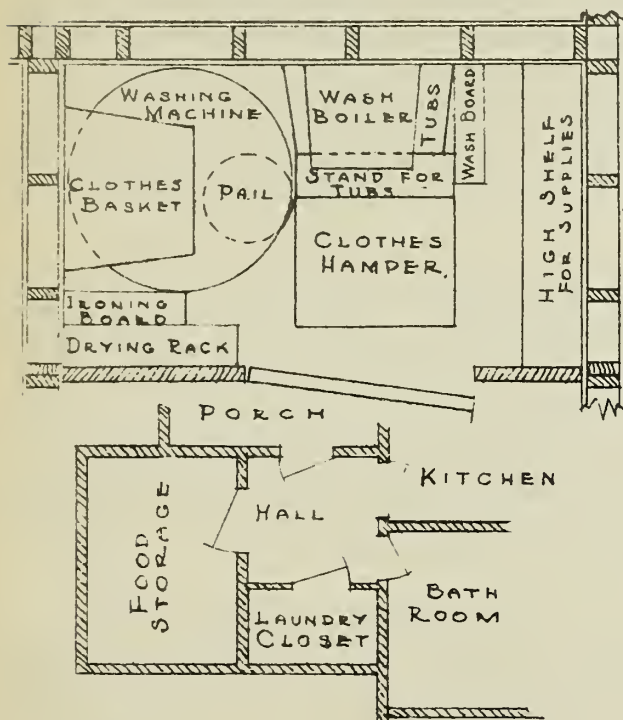 WASHING
MACHINE
WASH
BOILER
TUBS
WASH BOARD
HIGH SHELF
FOR SUPPLIES
CLOTHES
BASKET
PAIL
STAND FOR
TUBS
CLOTHES
HAMPER
IRONING
BOARD
DRYING RACK
PORCH
KITCHEN
HALL
FOOD
STORAGE
BATH
ROOM
LAUNDRY
CLOSET